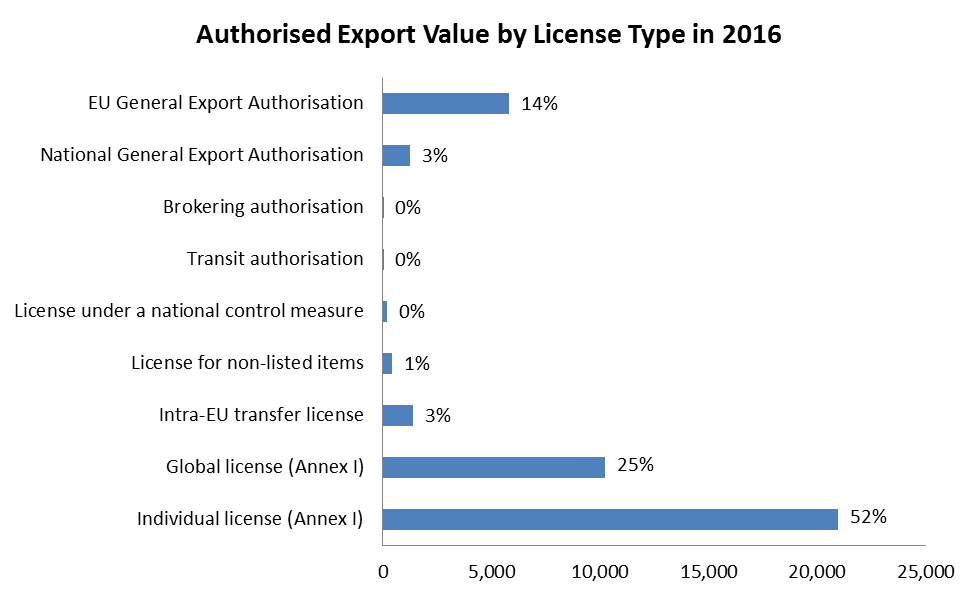 Authorised Export Value by License Type in 2016
EU General Export Authorisation 14%
National General Export Authorisation 3%
Brokering authorisation 0%
Transit authorisation 0%
License under a national control measure 0%
License for non-listed items 1%
Intra-EU transfer license 3%
Global license (Annex I) 25%
Individual license (Annex I) 52%
0 5,000 10,000 15,000 20,000 25,000